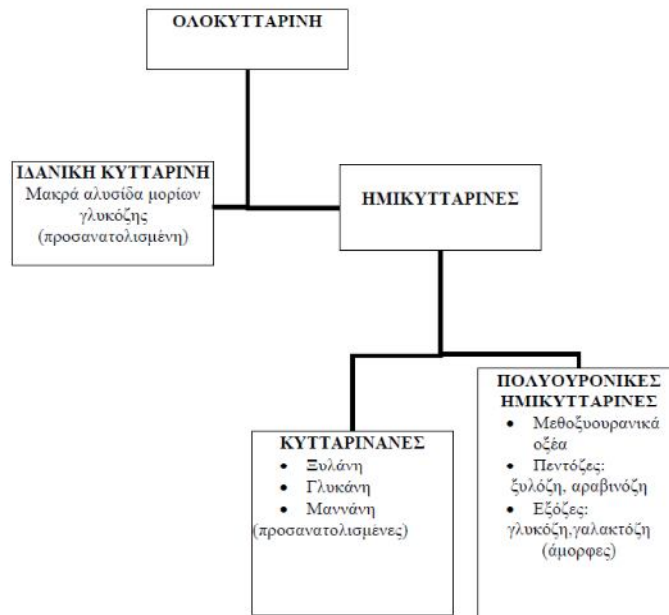 ΟΛΟΚΥΤΤΑΡΙΝΗ
ΙΔΑΝΙΚΗ ΚΥΤΤΑΡΙΝΗ
Μακρά αλυσίδα μορίων
γλυκόζης
(προσανατολισμένη)
ΗΜΙΚΥΤΤΑΡΙΝΕΣ
ΚΥΤΤΑΡΙΝΑΝΕΣ
• Ξυλάνη
• Γλυκάνη
• Μαννάνη
(προσανατολισμένες)
ΠΟΛΥΟΥΡΟΝΙΚΕΣ
ΗΜΙΚΥΤΤΑΡΙΝΕΣ
• Μεθοξυουρανικά
οξέα
• Πεντόζες:
ξυλόζη, αραβινόζη
• Εξόζες:
γλυκόζη,γαλακτόζη
(άμορφες)